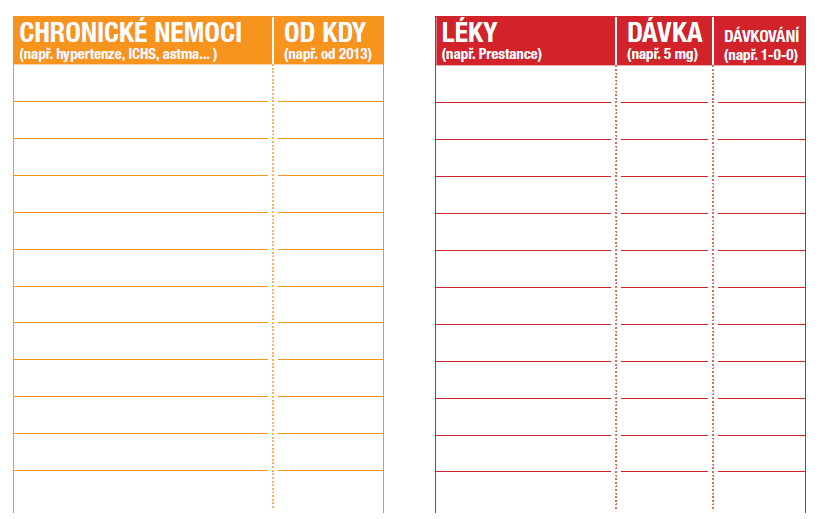 CHRONICKÉ NEMOCI
(např. hypertenze, ICHS, astma... )
OD KDY
(např. od 2013)
LÉKY
(např. Prestance)
DÁVKA
(např. 5 mg)
DÁVKOVÁNÍ
(např. 1-0-0)